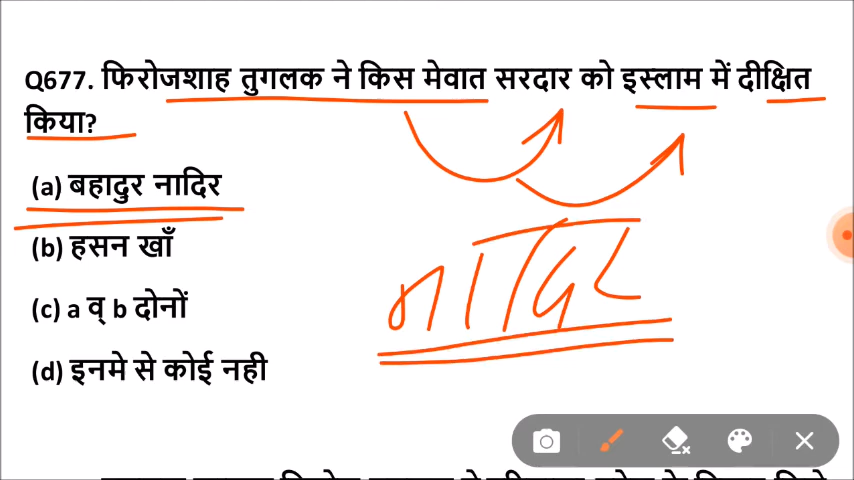 Q677. फिरोजशाह तुगलक ने किस मेवात सरदार को इस्लाम में दीक्षित
किया?
(a) बहादुर नादिर
(b) हसन खाँ
(c) a व् b दोनों
(d) इनमे से कोई नही